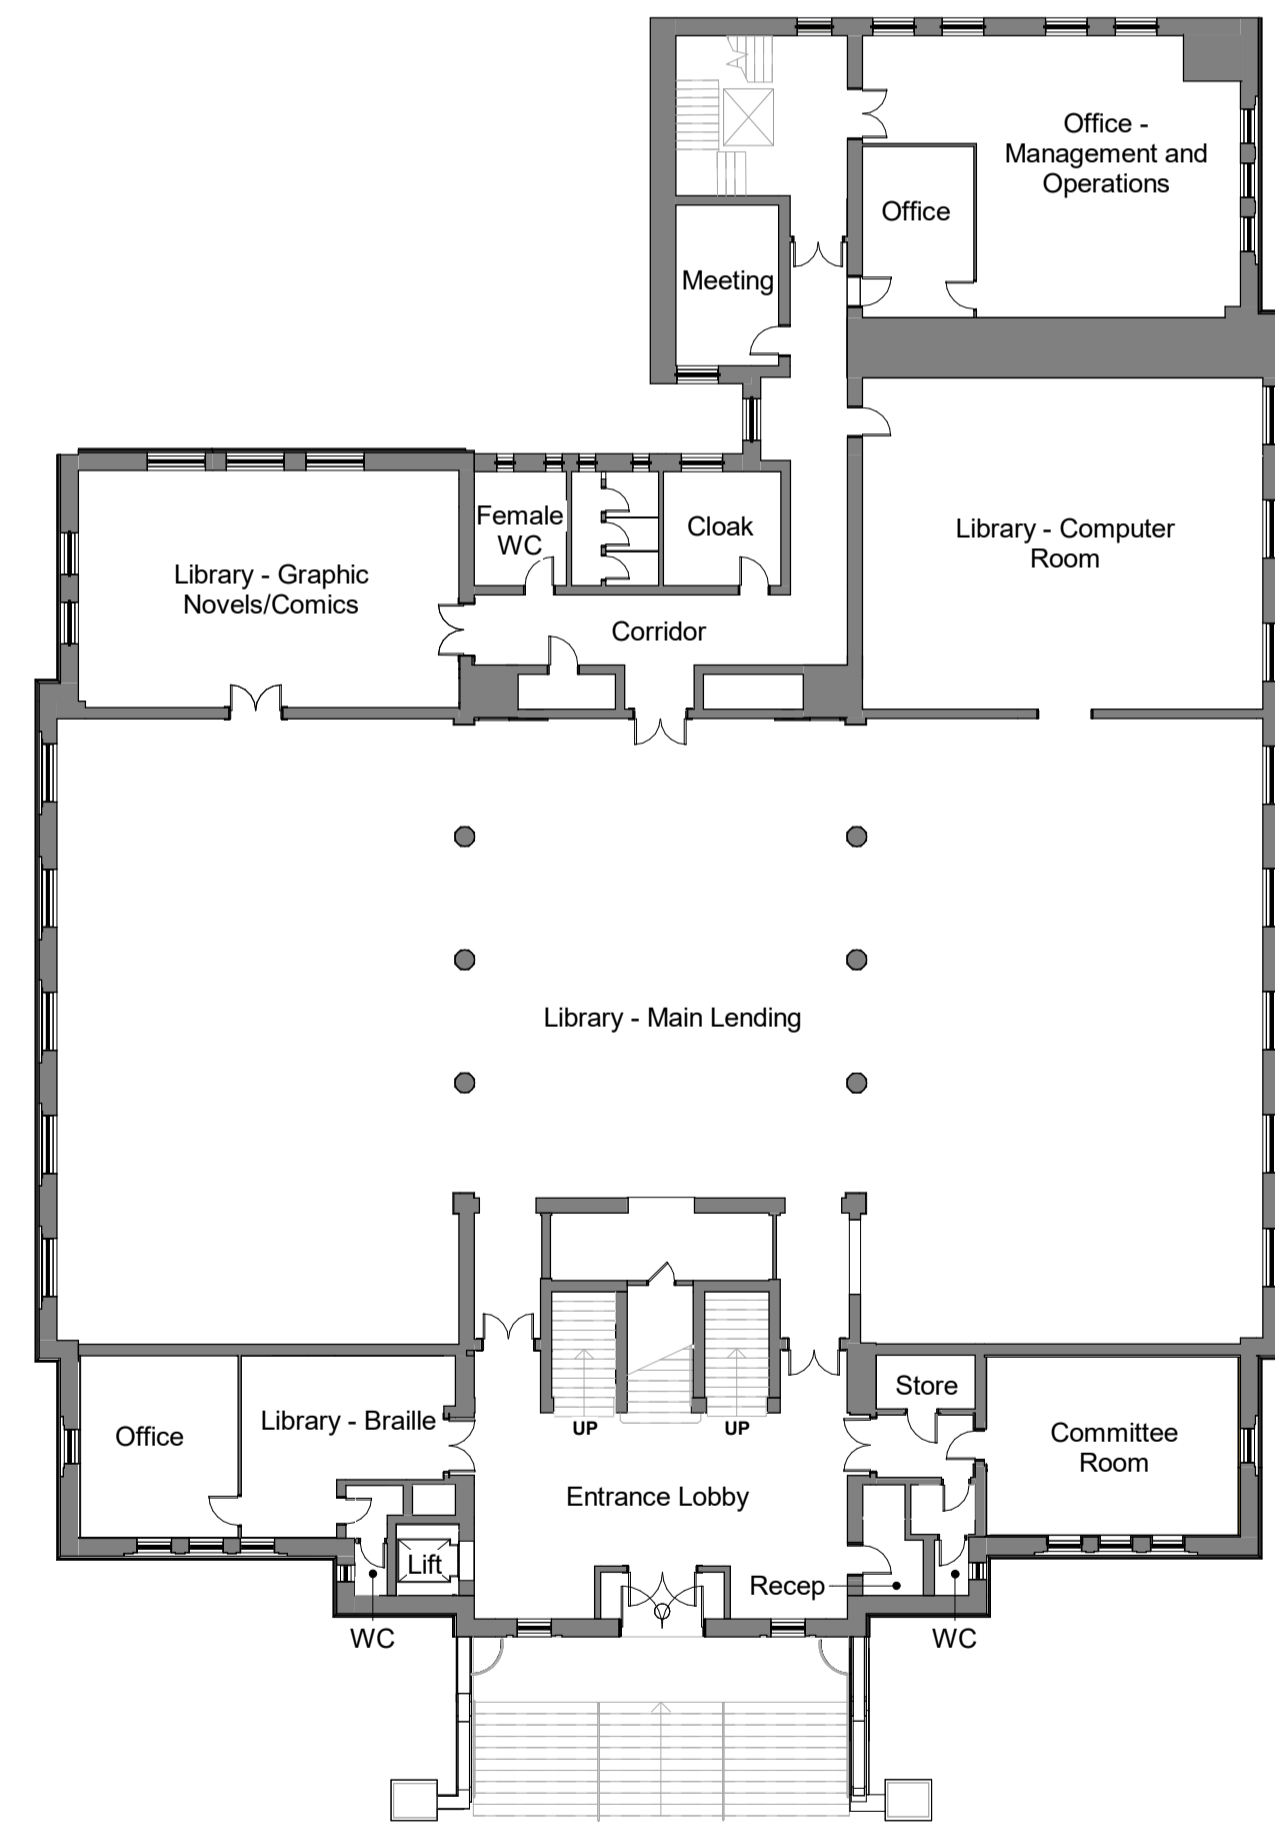 Office -
Management and
Operations
Office
Meeting
Female
WC
Cloak
Library - Computer
Room
Library - Graphic
Novels/Comics
Corridor
Library - Main Lending
Store
Office
Library - Braille
UP
UP
Committee
Room
Entrance Lobby
Lift
Recep
WC
WC